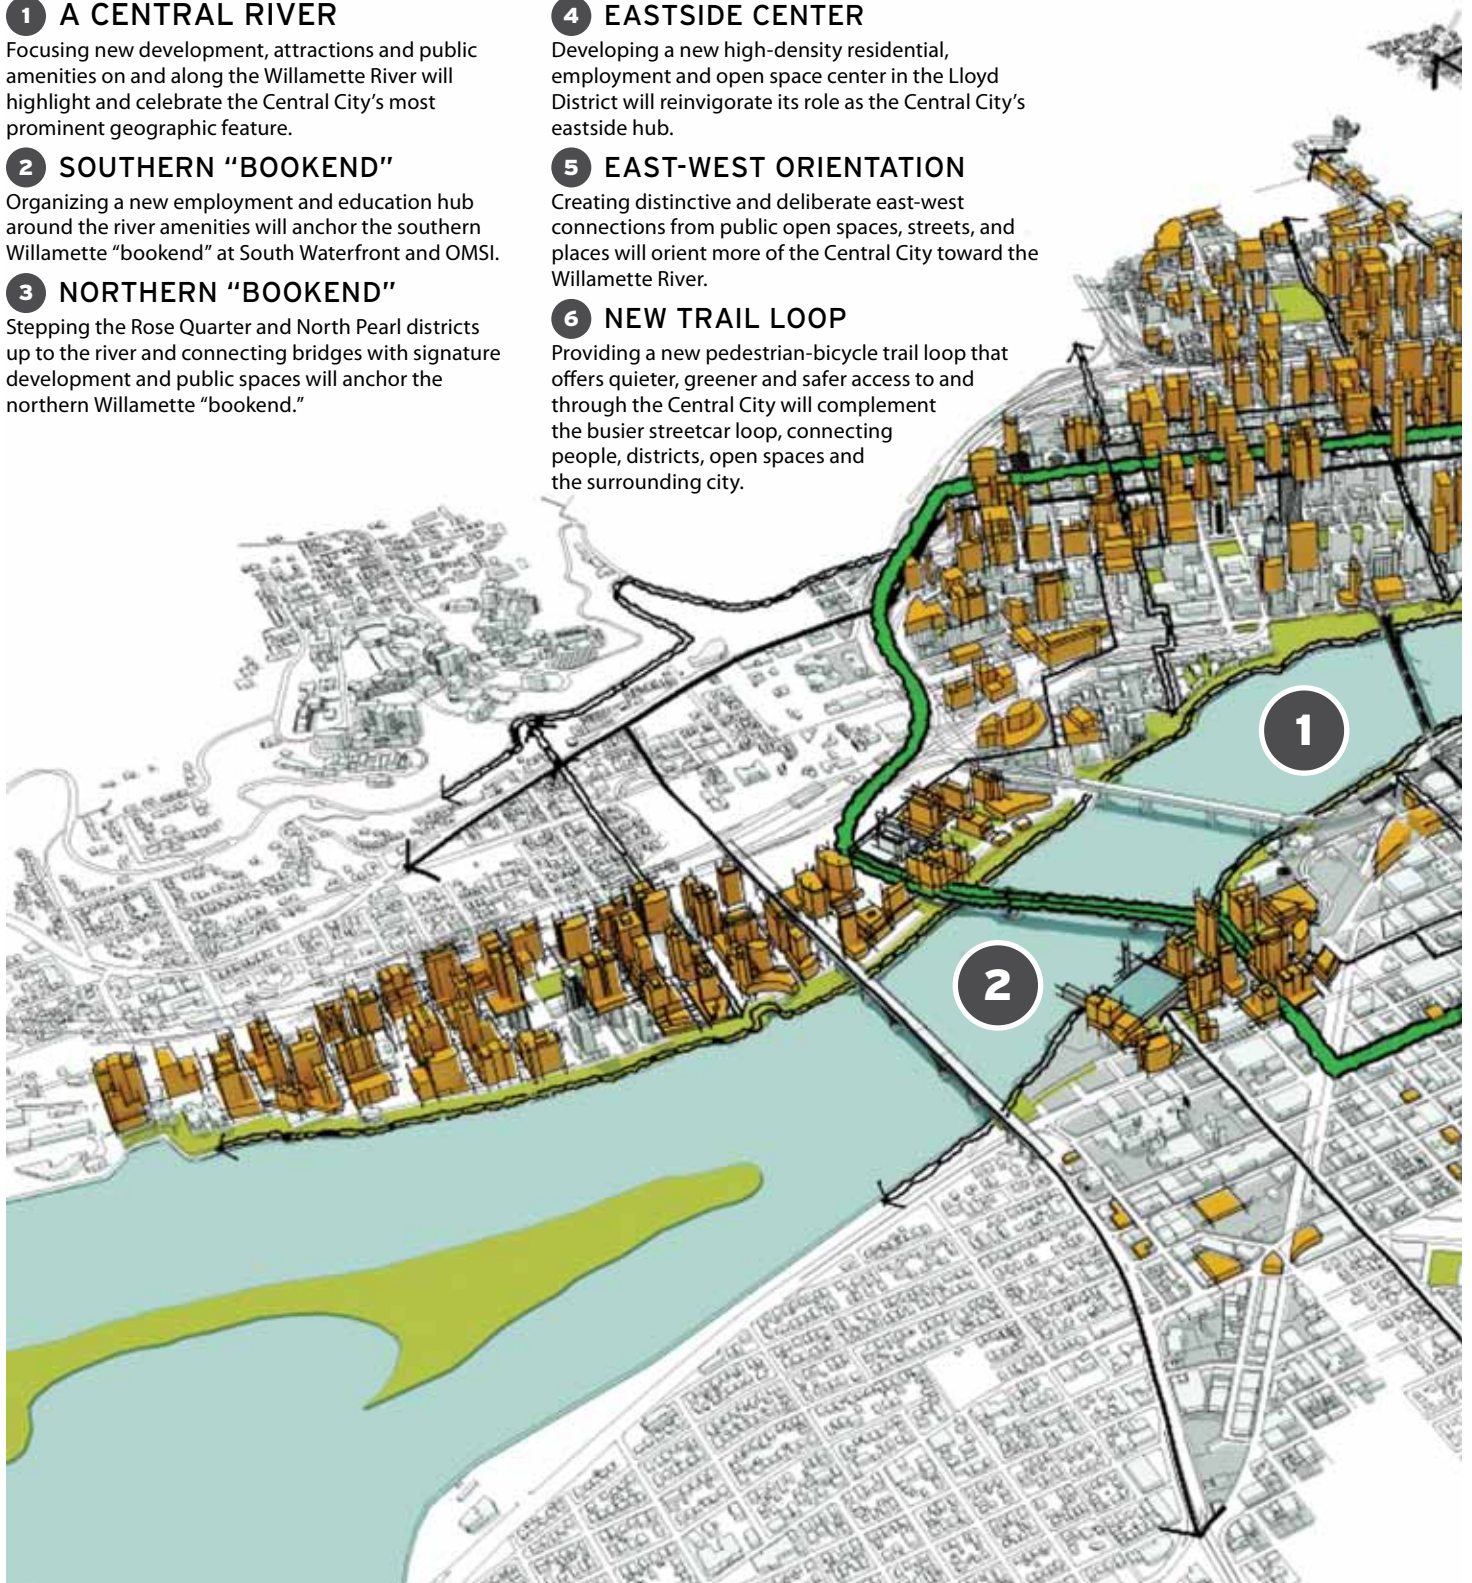 1 A CENTRAL RIVER
Focusing new development, attractions and public
amenities on and along the Willamette River will
highlight and celebrate the Central City’s most
prominent geographic feature.
2 SOUTHERN “BOOKEND”
Organizing a new employment and education hub
around the river amenities will anchor the southern
Willamette “bookend” at South Waterfront and OMSI.
3 NORTHERN “BOOKEND”
Stepping the Rose Quarter and North Pearl districts
up to the river and connecting bridges with signature
development and public spaces will anchor the
northern Willamette “bookend.”
4 EASTSIDE CENTER
Developing a new high-density residential,
employment and open space center in the Lloyd
District will reinvigorate its role as the Central City’s
eastside hub.
5 EAST-WEST ORIENTATION
Creating distinctive and deliberate east-west
connections from public open spaces, streets, and
places will orient more of the Central City toward the
Willamette River.
6 NEW TRAIL LOOP
Providing a new pedestrian-bicycle trail loop that
offers quieter, greener and safer access to and
through the Central City will complement
the busier streetcar loop, connecting
people, districts, open spaces and
the surrounding city.
1
2